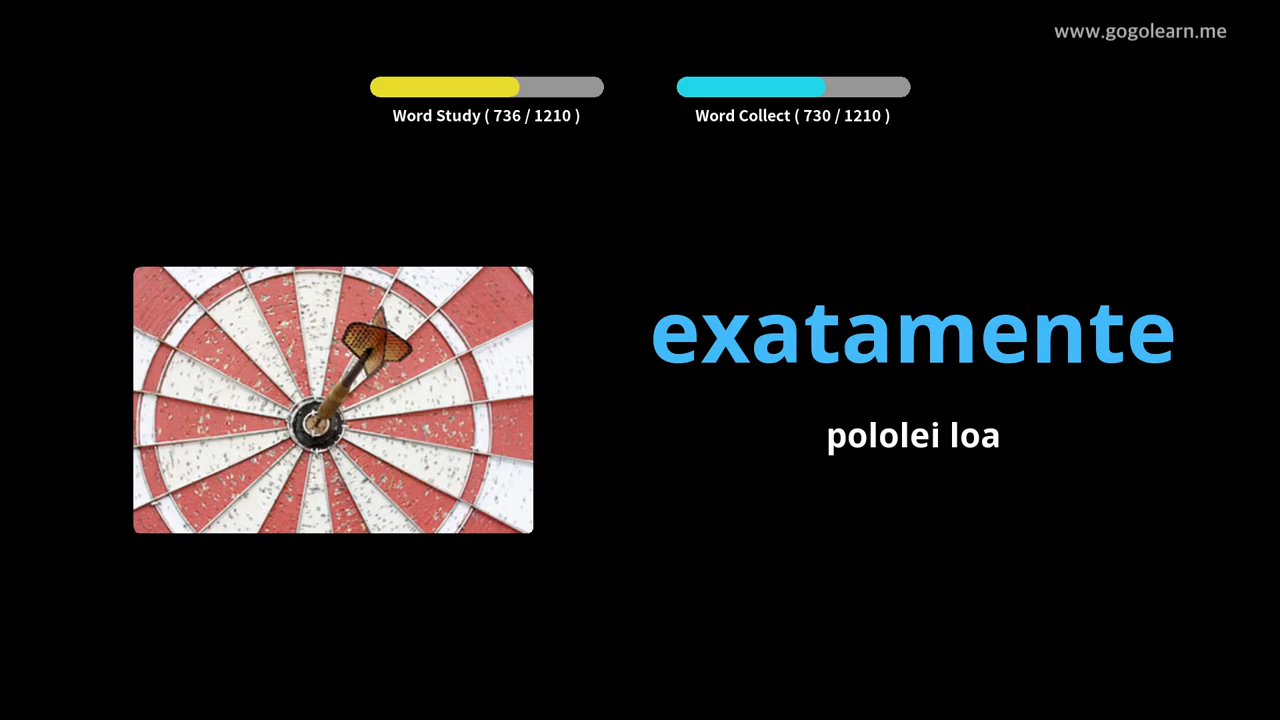 www.gogolearn.me
Word Study ( 736 / 1210 )
Word Collect ( 730 / 1210 )
exatamente
pololei loa